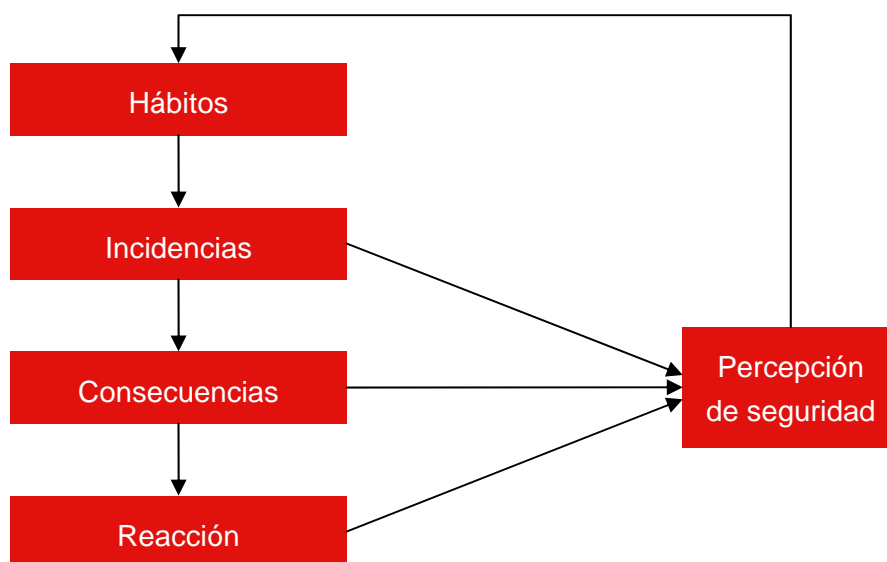 Hábitos
Incidencias
Consecuencias
Reacción
Percepción
de seguridad